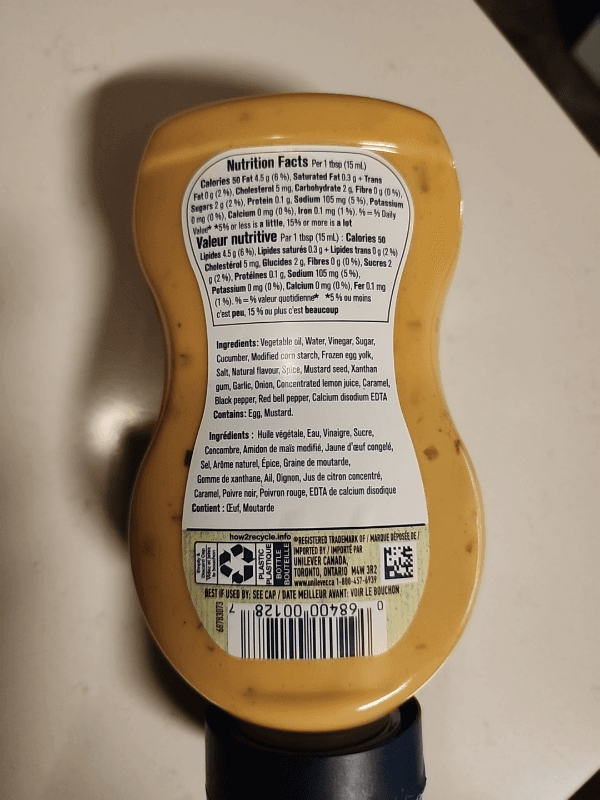 Nutrition Facts Per 1 tbsp (15 mL)
Calories 50 Fat 4.5 g (6 %), Saturated Fat 0.3 g + Trans
Fat 0 g (2 %), Cholesterol 5 mg, Carbohydrate 2 g, Fibre 0 g (0 %),
Sugars 2 g (2 %), Protein 0.1 g, Sodium 105 mg (5 %), Potassium
0 mg (0 %), Calcium 0 mg (0 %), Iron 0.1 mg (1 %). % = % Daily
Value* *5% or less is a little, 15% or more is a lot
Valeur nutritive Par 1 tbsp (15 mL) : Calories 50
Lipides 4.5 g (6 %), Lipides saturés 0.3 g + Lipides trans 0 g (2 %)
Cholestérol 5 mg, Glucides 2 g, Fibres 0 g (0 %), Sucres 2
g (2 %), Protéines 0.1 g, Sodium 105 mg (5 %),
Potassium 0 mg (0 %), Calcium 0 mg (0 %), Fer 0.1 mg
(1 %). % = % valeur quotidienne* *5 % ou moins
c'est peu, 15 % ou plus c'est beaucoup
Ingredients: Vegetable oil, Water, Vinegar, Sugar,
Cucumber, Modified corn starch, Frozen egg yolk,
Salt, Natural flavour, Spice, Mustard seed, Xanthan
gum, Garlic, Onion, Concentrated lemon juice, Caramel,
Black pepper, Red bell pepper, Calcium disodium EDTA
Contains: Egg, Mustard.
Ingrédients : Huile végétale, Eau, Vinaigre, Sucre,
Concombre, Amidon de maïs modifié, Jaune d'œuf congelé,
Sel, Arôme naturel, Épice, Graine de moutarde,
Gomme de xanthane, Ail, Oignon, Jus de citron concentré,
Caramel, Poivre noir, Poivron rouge, EDTA de calcium disodique
Contient : Œuf, Moutarde
how2recycle.info
PLASTIC
PLASTIQUE
BOTTLE
BOUTEILLE
®REGISTERED TRADEMARK OF / MARQUE DÉPOSÉE DE /
IMPORTED BY / IMPORTÉ PAR
UNILEVER CANADA,
TORONTO, ONTARIO M4W 3R2
www.unilever.ca 1-800-457-6939
BEST IF USED BY: SEE CAP / DATE MEILLEUR AVANT: VOIR LE BOUCHON
68783073
0 68400 00128 7